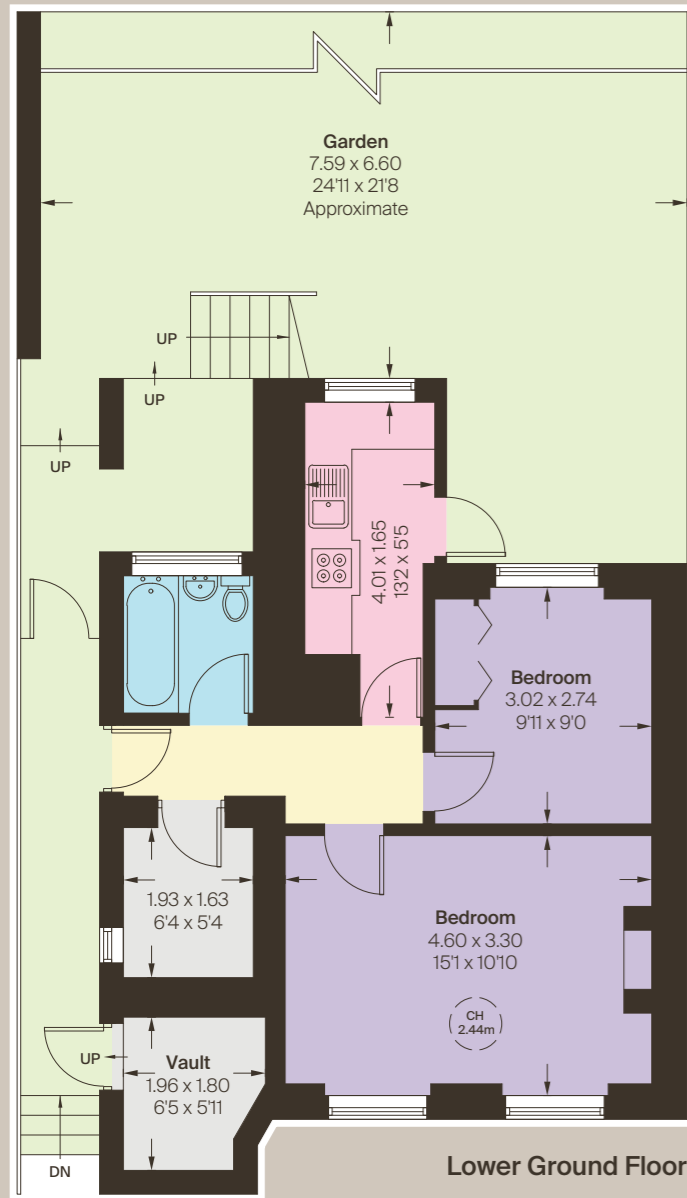 Garden
7.59 x 6.60
24'11 x 21'8
Approximate
UP
UP
UP
4.01 x 1.65
13'2 x 5'5
Bedroom
3.02 x 2.74
9'11 x 9'0
1.93 x 1.63
6'4 x 5'4
Bedroom
4.60 x 3.30
15'1 x 10'10
CH
2.44m
UP
Vault
1.96 x 1.80
6'5 x 5'11
DN
Lower Ground Floor